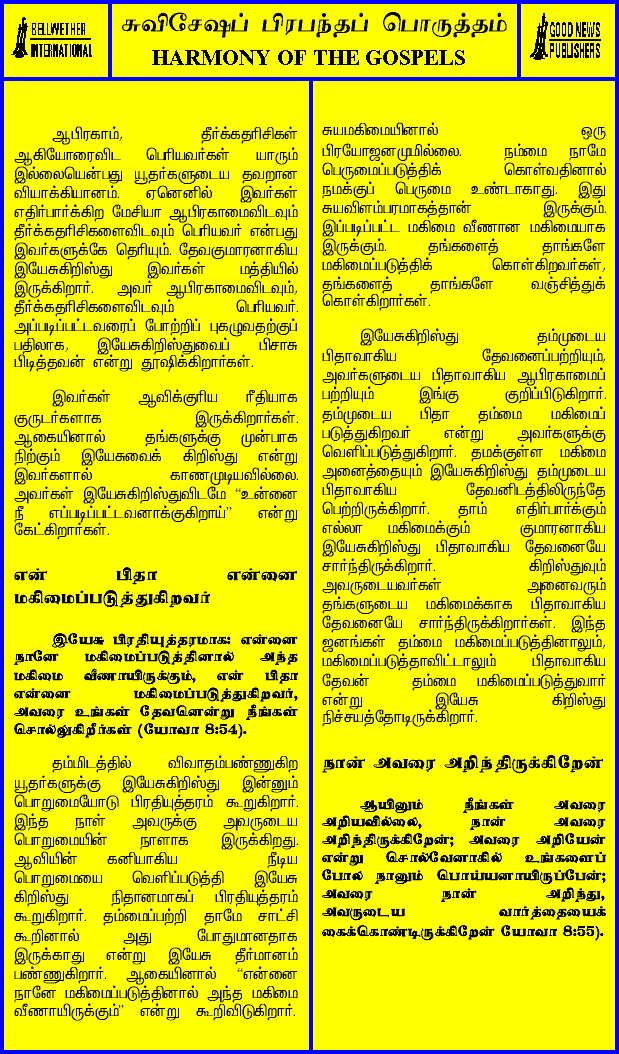 BELLWETHER
INTERNATIONAL
சுவிசேஷப் பிரபந்தப் பொருத்தம்
HARMONY OF THE GOSPELS
GOOD NEWS
PUBLISHERS
ஆபிரகாம், தீர்க்கதரிசிகள்
ஆகியோரைவிட பெரியவர்கள் யாரும்
இல்லையென்பது யூதர்களுடைய தவறான
வியாக்கியானம். ஏனெனில் இவர்கள்
எதிர்பார்க்கிற மேசியா ஆபிரகாமைவிடவும்
தீர்க்கதரிசிகளைவிடவும் பெரியவர் என்பது
இவர்களுக்கே தெரியும். தேவகுமாரனாகிய
இயேசுகிறிஸ்து இவர்கள் மத்தியில்
இருக்கிறார். அவர் ஆபிரகாமைவிடவும்,
தீர்க்கதரிசிகளைவிடவும் பெரியவர்.
அப்படிப்பட்டவரைப் போற்றிப் புகழுவதற்குப்
பதிலாக, இயேசுகிறிஸ்துவைப் பிசாசு
பிடித்தவன் என்று தூஷிக்கிறார்கள்.
இவர்கள் ஆவிக்குரிய ரீதியாக
குருடர்களாக இருக்கிறார்கள்.
ஆகையினால் தங்களுக்கு முன்பாக
நிற்கும் இயேசுவைக் கிறிஸ்து என்று
இவர்களால் காணமுடியவில்லை.
அவர்கள் இயேசுகிறிஸ்துவிடமே “உன்னை
நீ எப்படிப்பட்டவனாக்குகிறாய்” என்று
கேட்கிறார்கள்.
என் பிதா என்னை
மகிமைப்படுத்துகிறவர்
இயேசு பிரதியுத்தரமாக: என்னை
நானே மகிமைப்படுத்தினால் அந்த
மகிமை வீணாயிருக்கும், என் பிதா
என்னை மகிமைப்படுத்துகிறவர்,
அவரை உங்கள் தேவனென்று நீங்கள்
சொல்லுகிறீர்கள் (யோவா 8:54).
தம்மிடத்தில் விவாதம்பண்ணுகிற
யூதர்களுக்கு இயேசுகிறிஸ்து இன்னும்
பொறுமையோடு பிரதியுத்தரம் கூறுகிறார்.
இந்த நாள் அவருக்கு அவருடைய
பொறுமையின் நாளாக இருக்கிறது.
ஆவியின் கனியாகிய நீடிய
பொறுமையை வெளிப்படுத்தி இயேசு
கிறிஸ்து நிதானமாகப் பிரதியுத்தரம்
கூறுகிறார். தம்மைப்பற்றி தாமே சாட்சி
கூறினால் அது போதுமானதாக
இருக்காது என்று இயேசு தீர்மானம்
பண்ணுகிறார். ஆகையினால் “என்னை
நானே மகிமைப்படுத்தினால் அந்த மகிமை
வீணாயிருக்கும்” என்று கூறிவிடுகிறார்.
சுயமகிமையினால் ஒரு
பிரயோஜனமுமில்லை. நம்மை நாமே
பெருமைப்படுத்திக் கொள்வதினால்
நமக்குப் பெருமை உண்டாகாது. இது
சுயவிளம்பரமாகத்தான் இருக்கும்.
இப்படிப்பட்ட மகிமை வீணான மகிமையாக
இருக்கும். தங்களைத் தாங்களே
மகிமைப்படுத்திக் கொள்கிறவர்கள்,
தங்களைத் தாங்களே வஞ்சித்துக்
கொள்கிறார்கள்.
இயேசுகிறிஸ்து தம்முடைய
பிதாவாகிய தேவனைப்பற்றியும்,
அவர்களுடைய பிதாவாகிய ஆபிரகாமைப்
பற்றியும் இங்கு குறிப்பிடுகிறார்.
தம்முடைய பிதா தம்மை மகிமைப்
படுத்துகிறவர் என்று அவர்களுக்கு
வெளிப்படுத்துகிறார். தமக்குள்ள மகிமை
அனைத்தையும் இயேசுகிறிஸ்து தம்முடைய
பிதாவாகிய தேவனிடத்திலிருந்தே
பெற்றிருக்கிறார். தாம் எதிர்பார்க்கும்
எல்லா மகிமைக்கும் குமாரனாகிய
இயேசுகிறிஸ்து பிதாவாகிய தேவனையே
சார்ந்திருக்கிறார். கிறிஸ்துவும்
அவருடையவர்கள் அனைவரும்
தங்களுடைய மகிமைக்காக பிதாவாகிய
தேவனையே சார்ந்திருக்கிறார்கள். இந்த
ஜனங்கள் தம்மை மகிமைப்படுத்தினாலும்,
மகிமைப்படுத்தாவிட்டாலும் பிதாவாகிய
தேவன் தம்மை மகிமைப்படுத்துவார்
என்று இயேசு கிறிஸ்து
நிச்சயத்தோடிருக்கிறார்.
நான் அவரை அறிந்திருக்கிறேன்
ஆயினும் நீங்கள் அவரை
அறியவில்லை, நான் அவரை
அறிந்திருக்கிறேன்; அவரை அறியேன்
என்று சொல்வேனாகில் உங்களைப்
போல நானும் பொய்யனாயிருப்பேன்;
அவரை நான் அறிந்து,
அவருடைய வார்த்தையைக்
கைக்கொண்டிருக்கிறேன் யோவா 8:55).